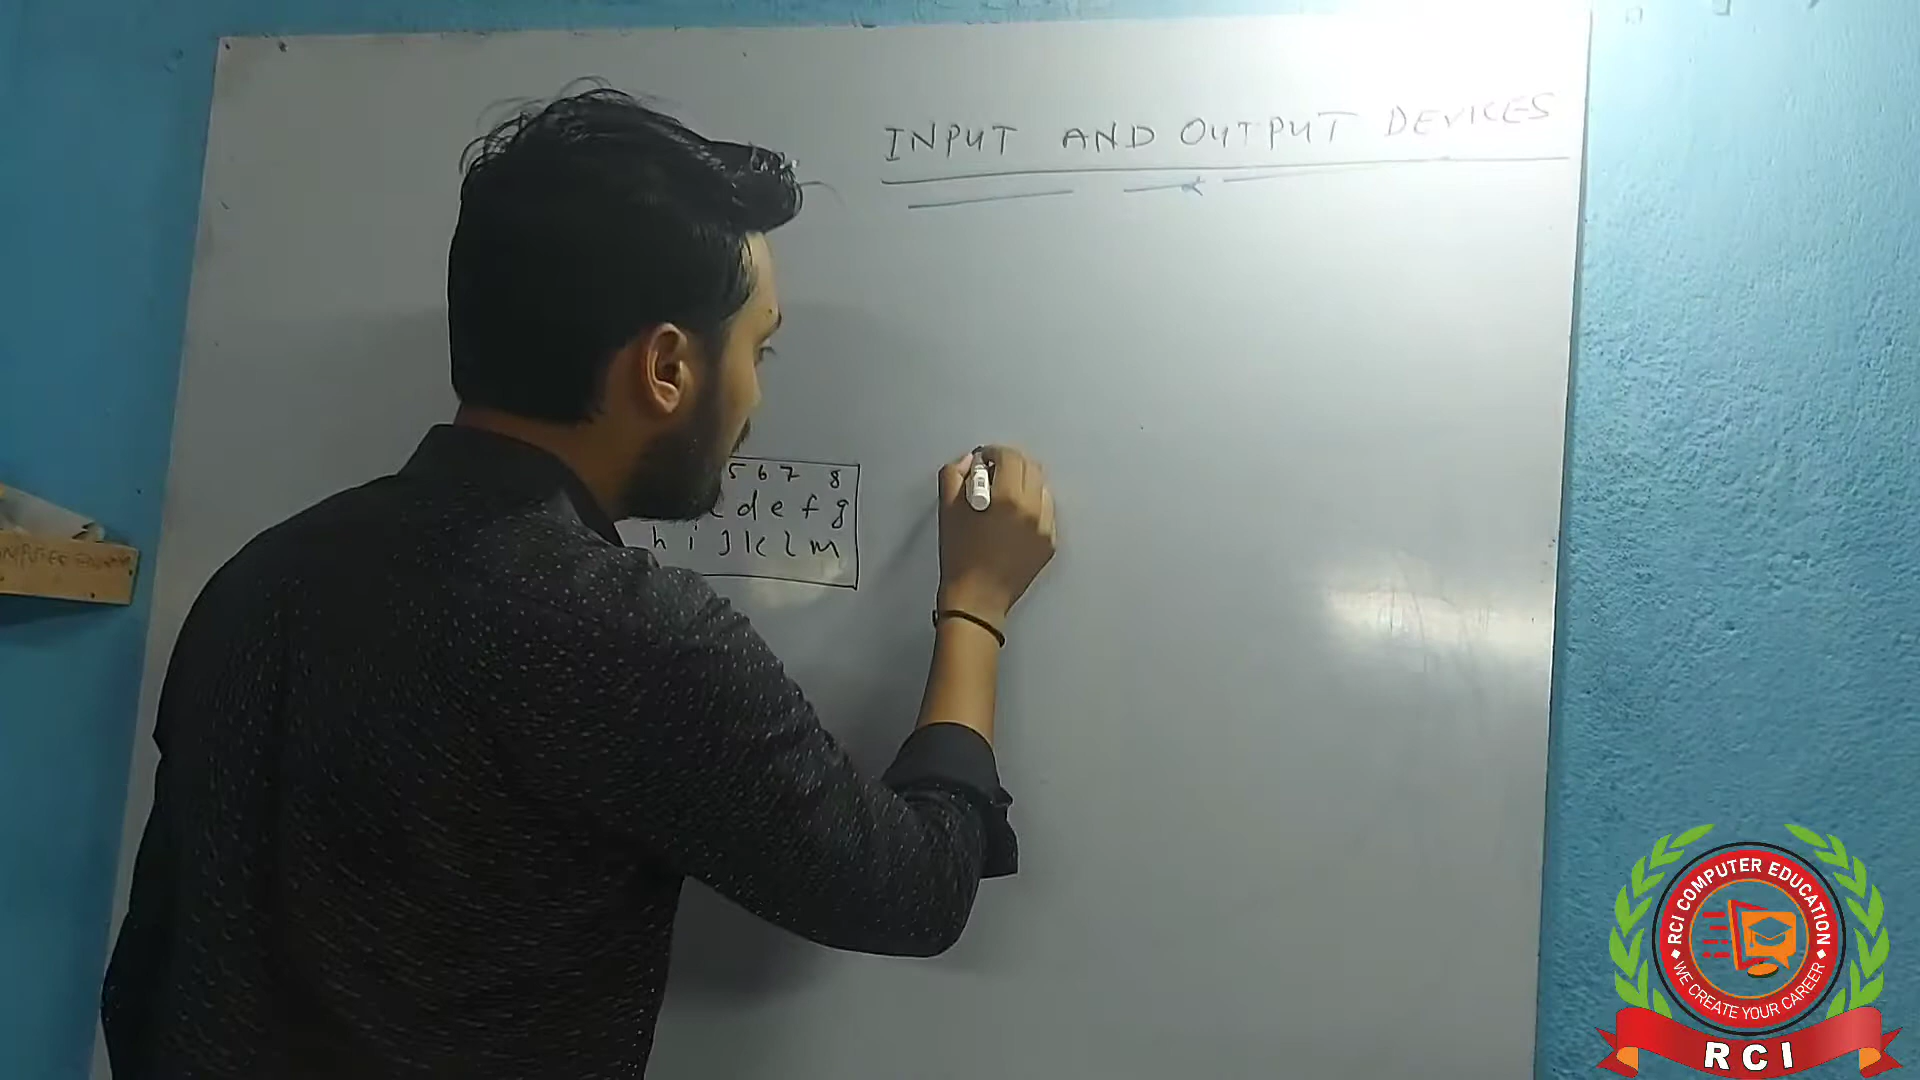 INPUT AND OUTPUT DEVICES
5 6 7 8
d e f g
h i j k l m
RCI COMPUTER EDUCATION
WE CREATE YOUR CAREER
RCI